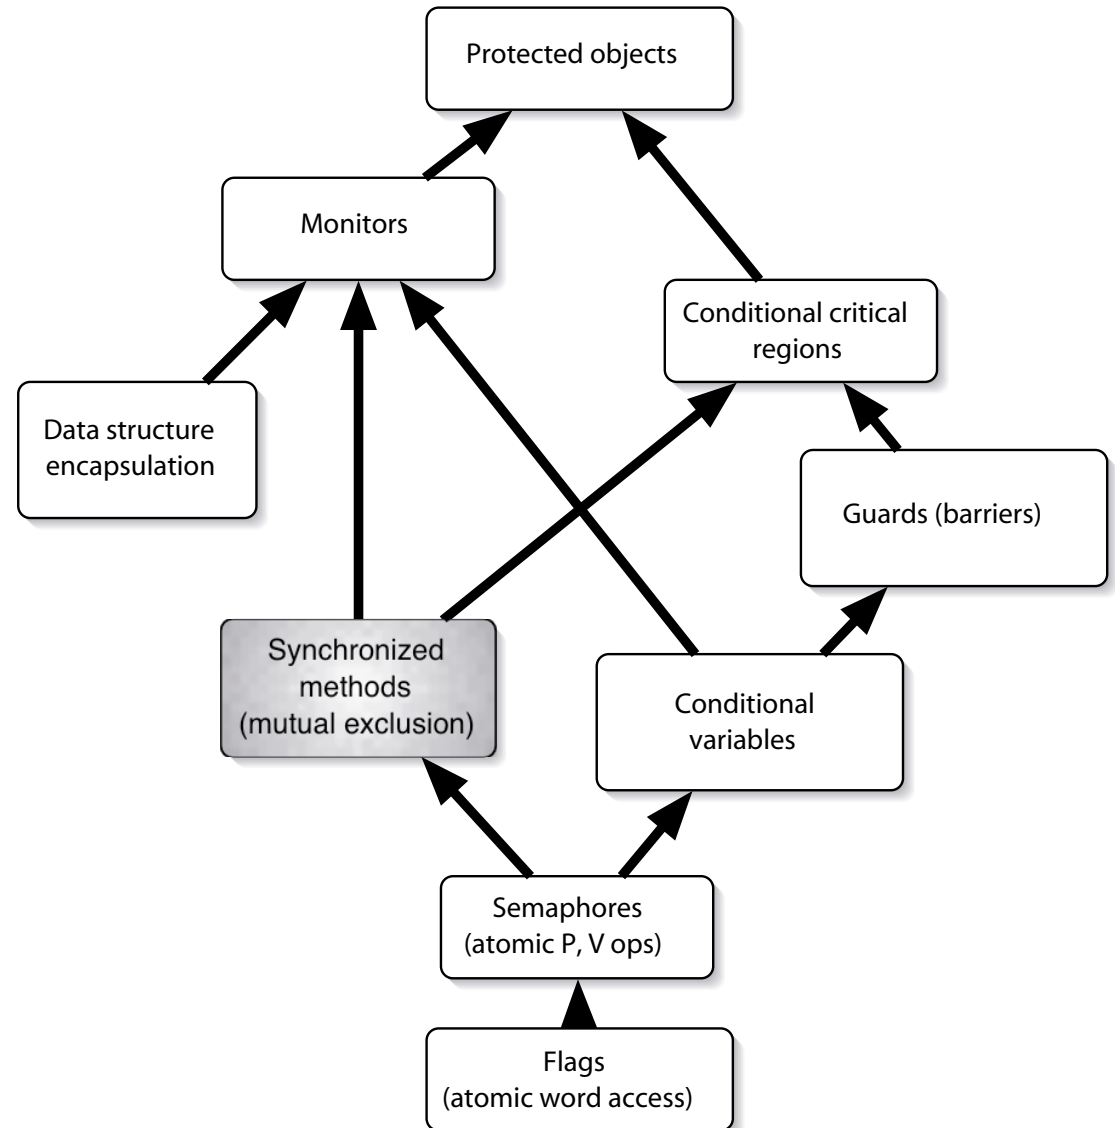 Protected objects
Monitors
Conditional critical
regions
Data structure
encapsulation
Guards (barriers)
Synchronized
methods
(mutual exclusion)
Conditional
variables
Semaphores
(atomic P, V ops)
Flags
(atomic word access)